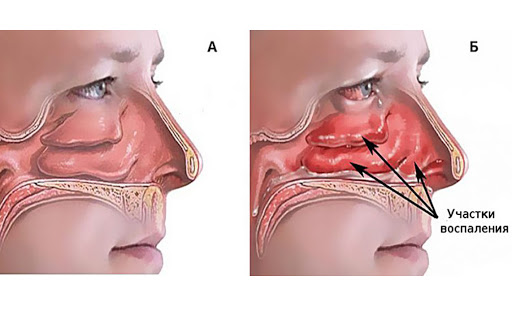 А
Б
Участки
воспаления